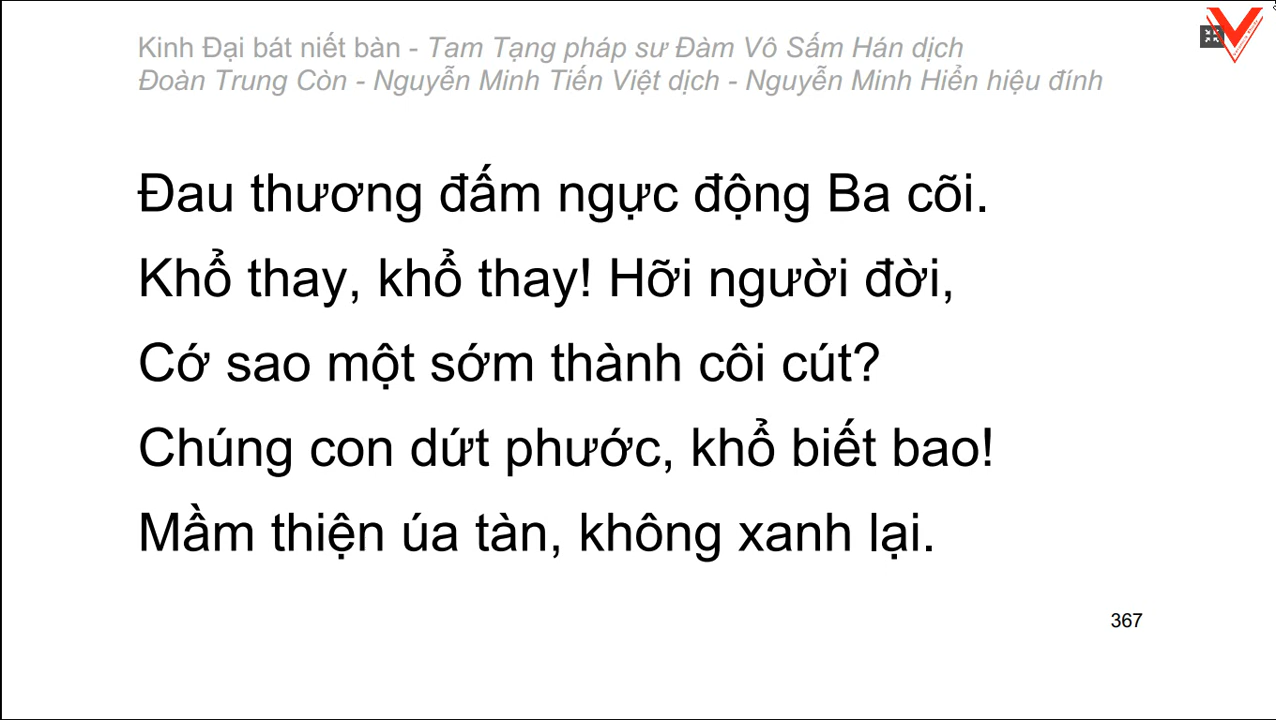 Kinh Đại bát niết bàn - Tam Tạng pháp sư Đàm Vô Sấm Hán dịch
Đoàn Trung Còn - Nguyễn Minh Tiến Việt dịch - Nguyễn Minh Hiển hiệu đính
Đau thương đấm ngực động Ba cõi.
Khổ thay, khổ thay! Hỡi người đời,
Cớ sao một sớm thành côi cút?
Chúng con dứt phước, khổ biết bao!
Mầm thiện úa tàn, không xanh lại.
367